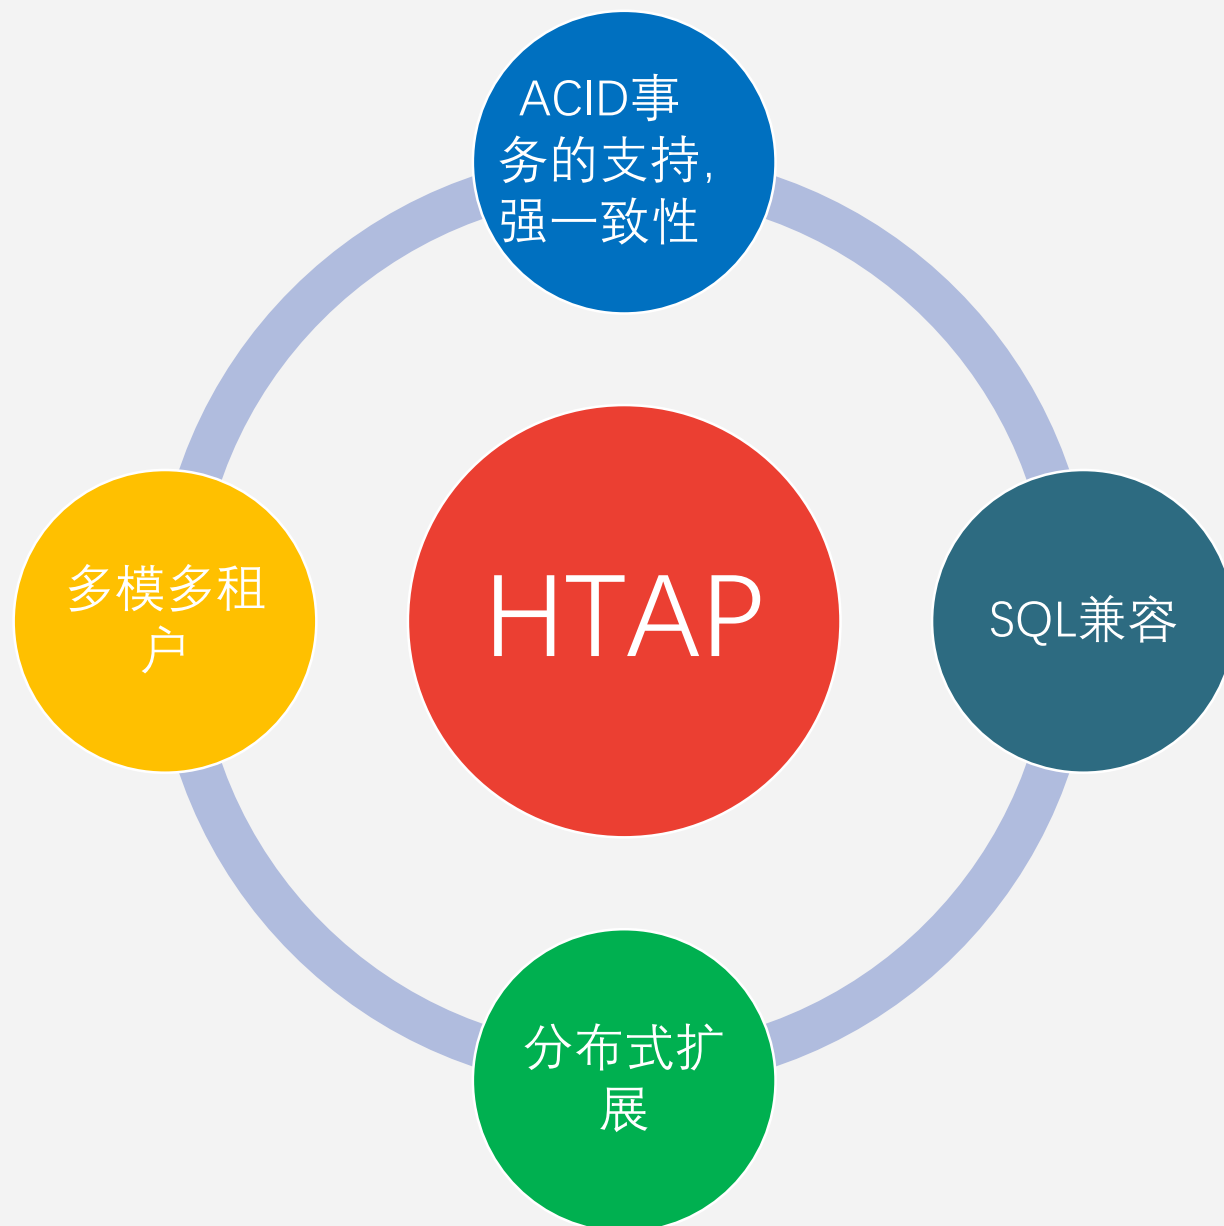 ACID事
务的支持,
强一致性
多模多租
户
HTAP
SQL兼容
分布式扩
展